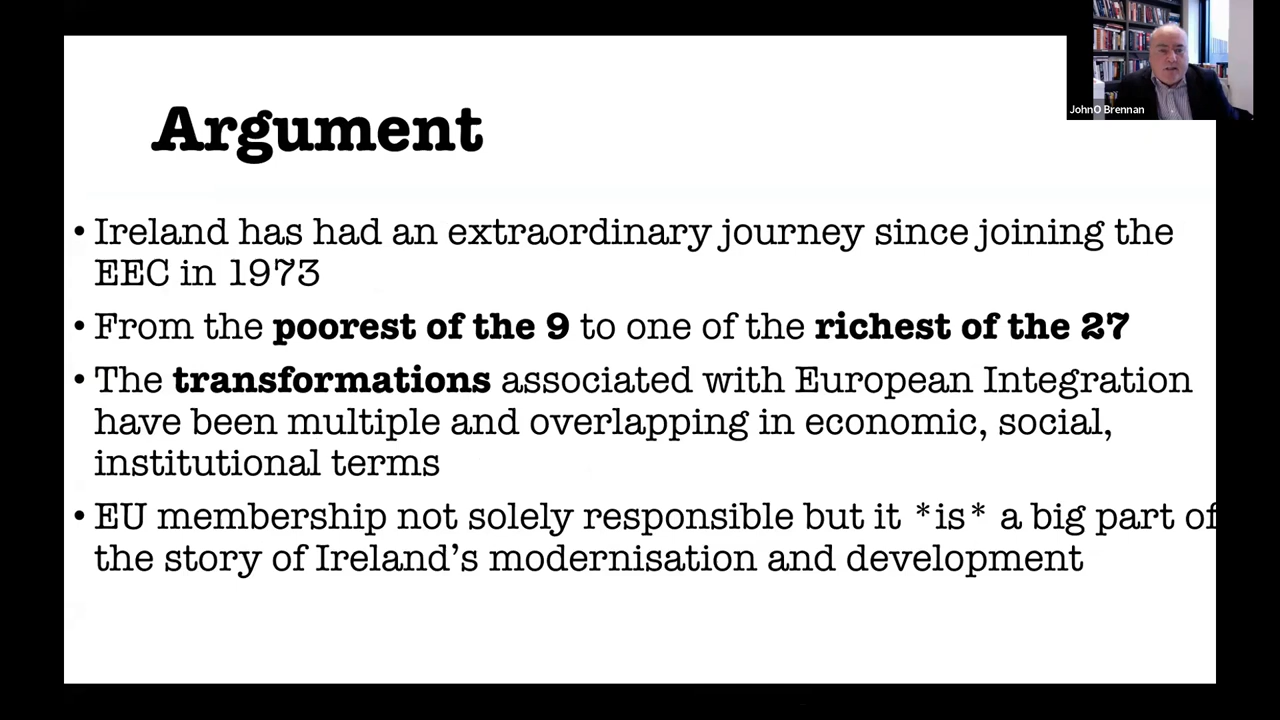 JohnO Brennan
Argument
• Ireland has had an extraordinary journey since joining the
EEC in 1973
• From the poorest of the 9 to one of the richest of the 27
• The transformations associated with European Integration
have been multiple and overlapping in economic, social,
institutional terms
• EU membership not solely responsible but it *is* a big part of
the story of Ireland’s modernisation and development